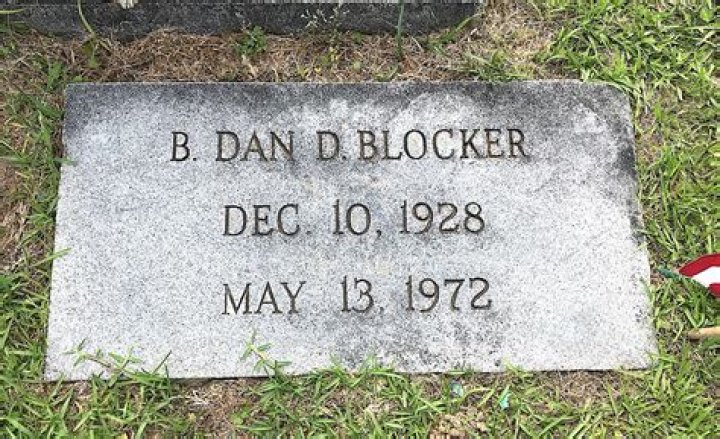 B. DAN D. BLOCKER
DEC. 10, 1928
MAY 13, 1972